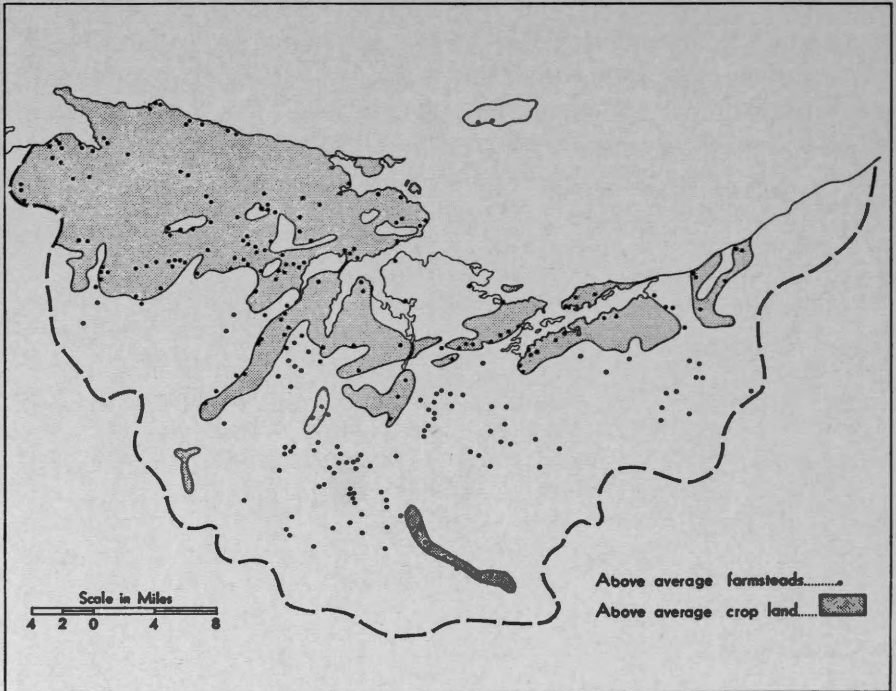 Above average farmsteads........
Above average crop land......
Scale in Miles
4 2 0 4 8